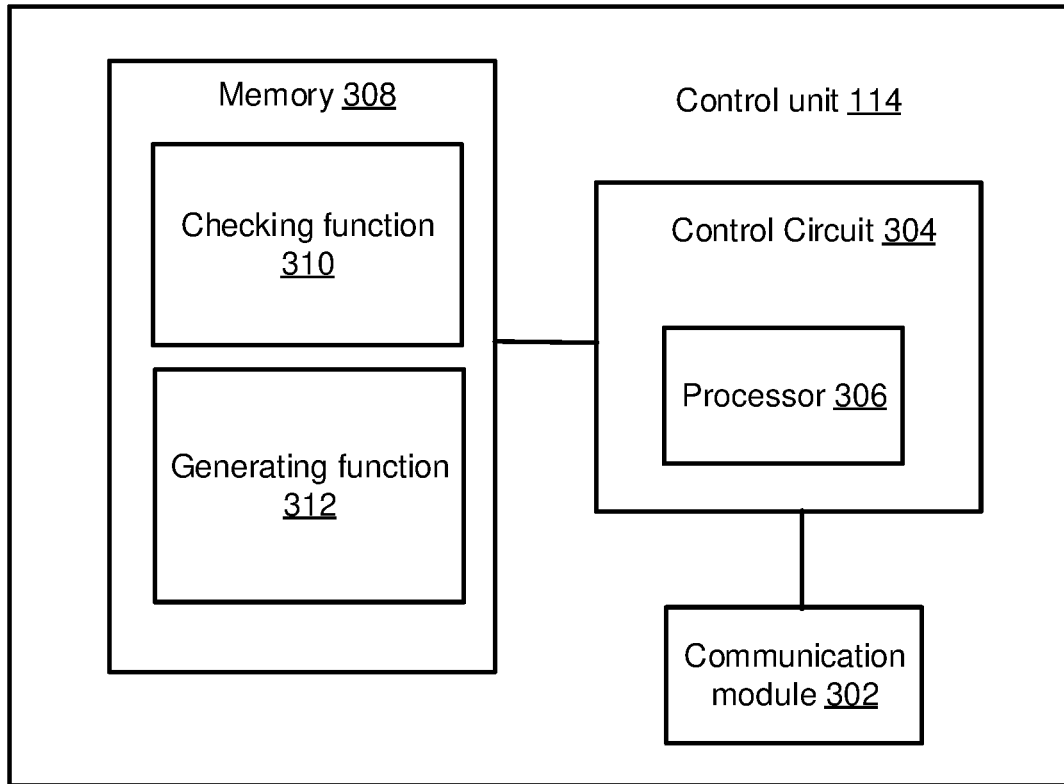 Memory 308
Control unit 114
Checking function
310
Control Circuit 304
Processor 306
Generating function
312
Communication
module 302